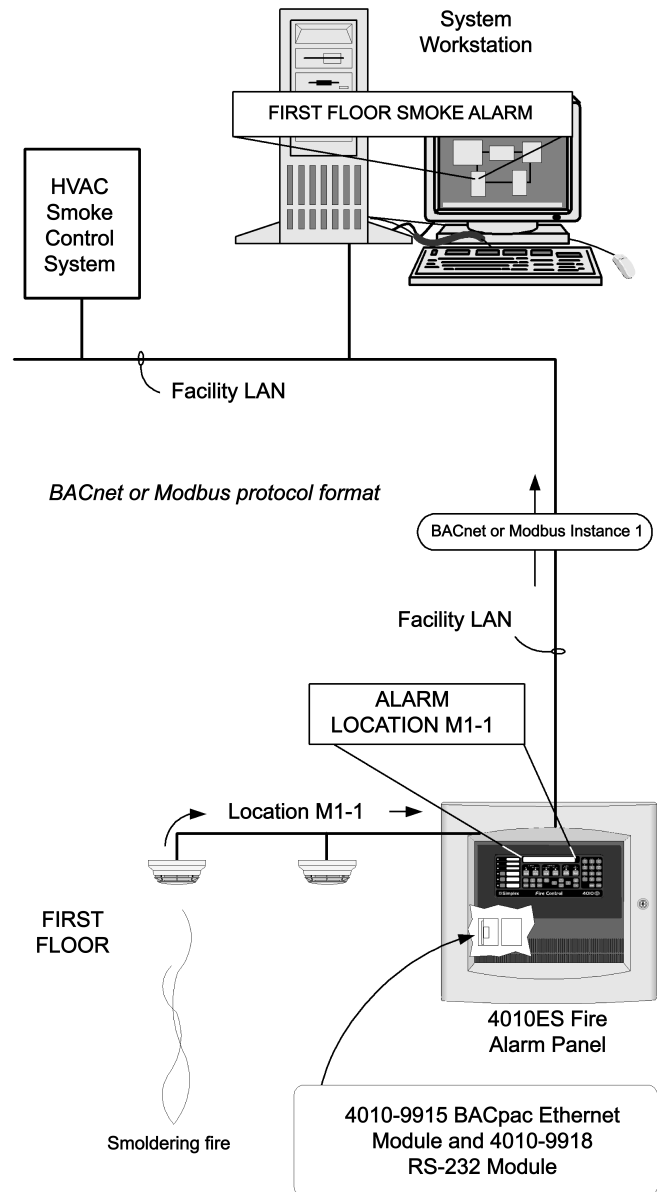 System
Workstation
FIRST FLOOR SMOKE ALARM
HVAC
Smoke
Control
System
Facility LAN
BACnet or Modbus protocol format
BACnet or Modbus Instance 1
Facility LAN
ALARM
LOCATION M1-1
Location M1-1
FIRST
FLOOR
Simplex
Fire Control
4010
4010ES Fire
Alarm Panel
Smoldering fire
4010-9915 BACpac Ethernet
Module and 4010-9918
RS-232 Module